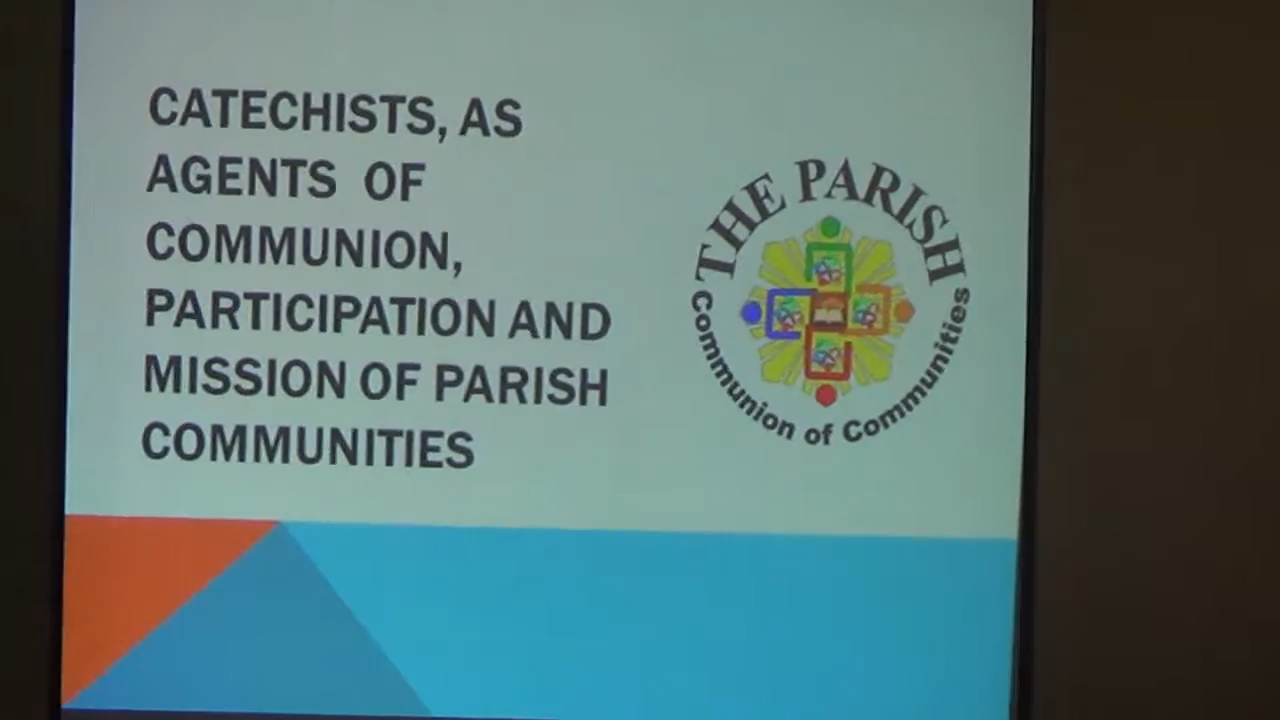 CATECHISTS, AS
AGENTS OF
COMMUNION,
PARTICIPATION AND
MISSION OF PARISH
COMMUNITIES
THE PARISH
Communion of Communities